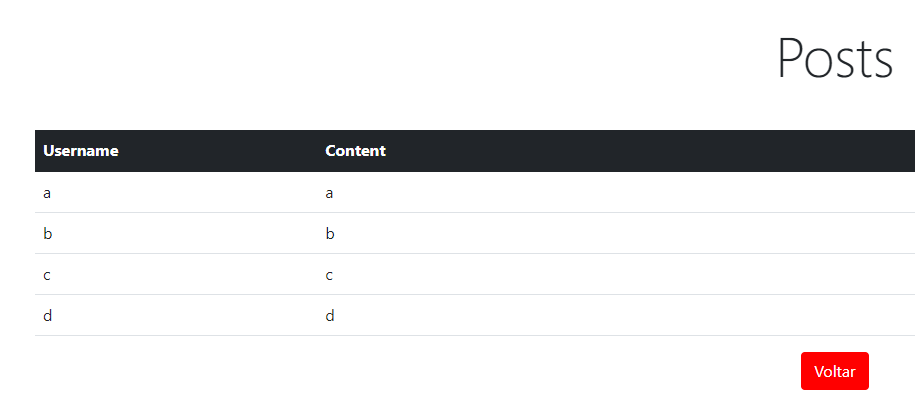 Posts
Username Content
a a
b b
c c
d d
Voltar